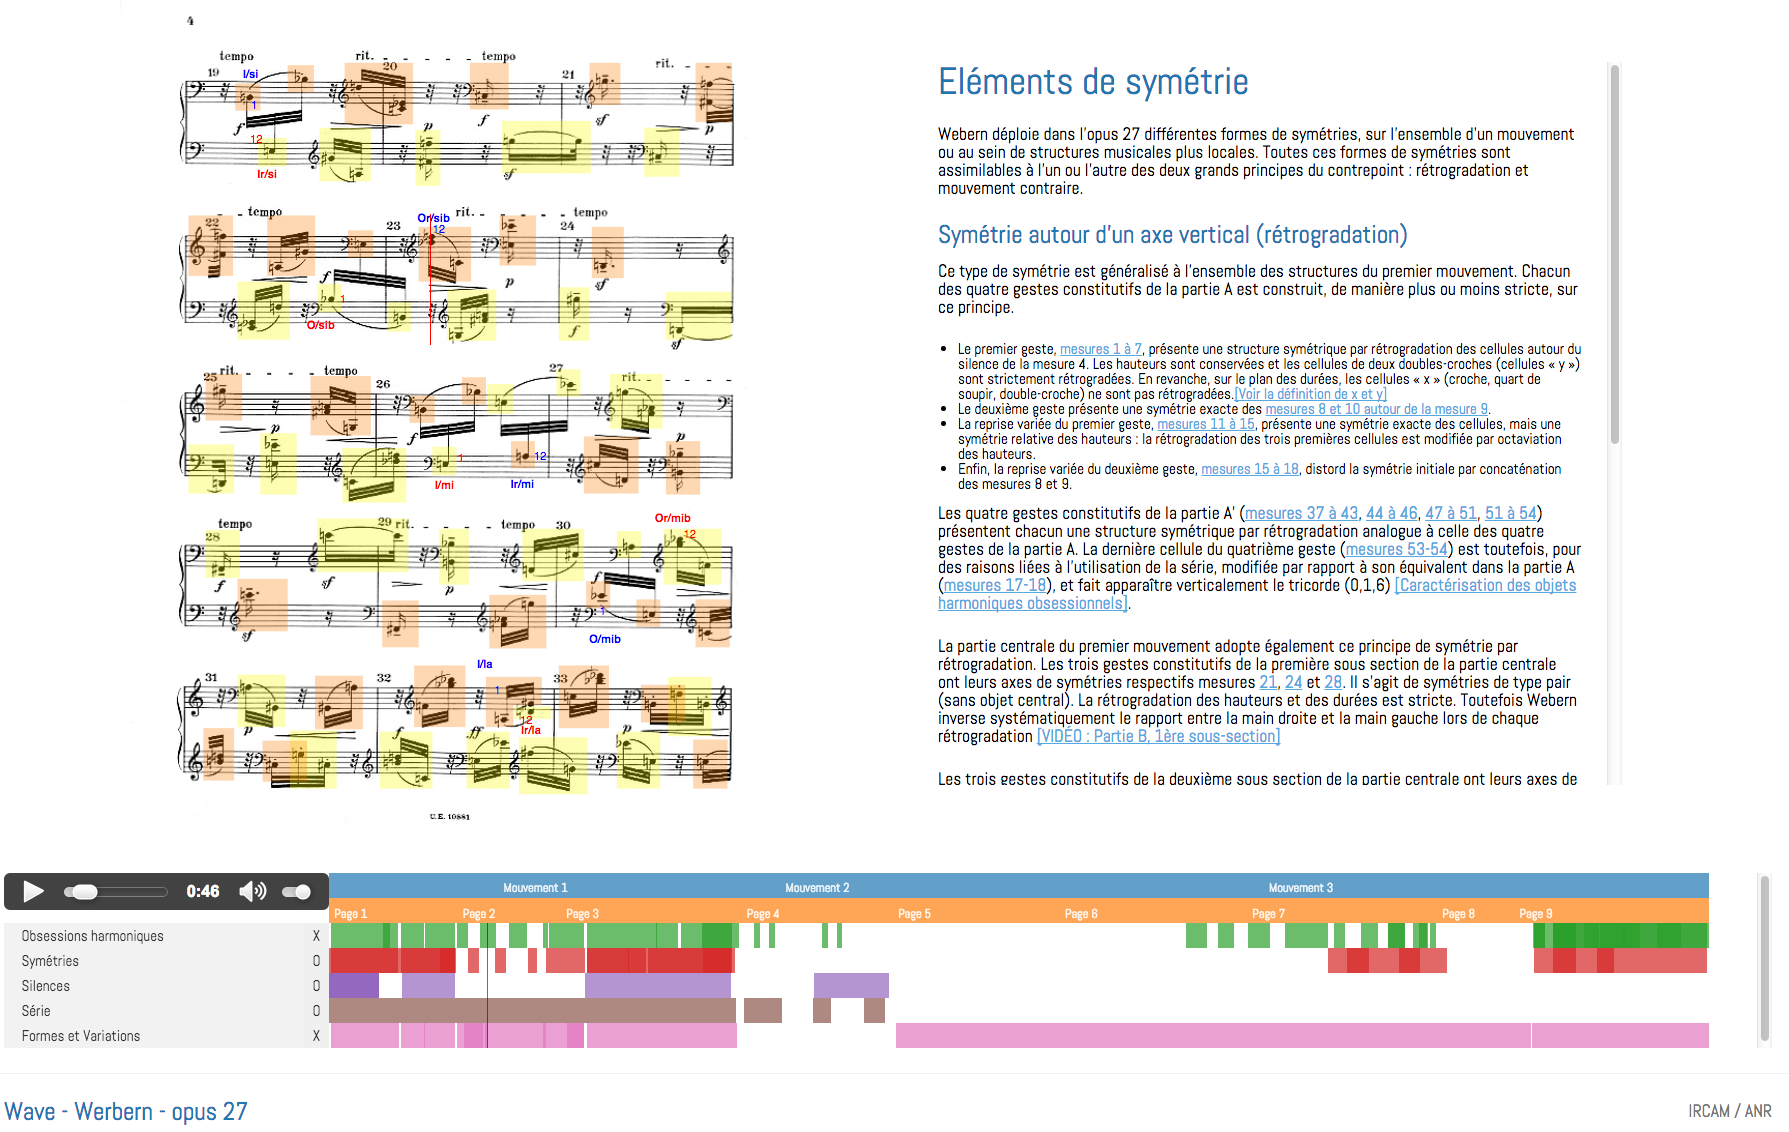 4
tempo rit. tempo rit.
19 20 21
I/si
1
f p f sf p
12
Ir/si
sf
tempo rit. tempo
22 23 24
Or/sib
12
f p sf
1
O/sib
f sf
rit. tempo rit.
25 26 27
p f p
1 12
I/mi Ir/mi
tempo rit. tempo
28 29 30
Or/mib
12
f sf p f
sf
1
O/mib
31 32 33
I/la
1
12
Ir/la
p f ff p
U.E. 10881
Eléments de symétrie
Webern déploie dans l'opus 27 différentes formes de symétries, sur l'ensemble d'un mouvement
ou au sein de structures musicales plus locales. Toutes ces formes de symétries sont
assimilables à l'un ou l'autre des deux grands principes du contrepoint : rétrogradation et
mouvement contraire.
Symétrie autour d'un axe vertical (rétrogradation)
Ce type de symétrie est généralisé à l'ensemble des structures du premier mouvement. Chacun
des quatre gestes constitutifs de la partie A est construit, de manière plus ou moins stricte, sur
ce principe.
• Le premier geste, mesures 1 à 7, présente une structure symétrique par rétrogradation des cellules autour du
silence de la mesure 4. Les hauteurs sont conservées et les cellules de deux doubles-croches (cellules « y »)
sont strictement rétrogradées. En revanche, sur le plan des durées, les cellules « x » (croche, quart de
soupir, double-croche) ne sont pas rétrogradées.[Voir la définition de x et y]
• Le deuxième geste présente une symétrie exacte des mesures 8 et 10 autour de la mesure 9.
• La reprise variée du premier geste, mesures 11 à 15, présente une symétrie exacte des cellules, mais une
symétrie relative des hauteurs : la rétrogradation des trois premières cellules est modifiée par octaviation
des hauteurs.
• Enfin, la reprise variée du deuxième geste, mesures 15 à 18, distord la symétrie initiale par concaténation
des mesures 8 et 9.
Les quatre gestes constitutifs de la partie A' (mesures 37 à 43, 44 à 46, 47 à 51, 51 à 54)
présentent chacun une structure symétrique par rétrogradation analogue à celle des quatre
gestes de la partie A. La dernière cellule du quatrième geste (mesures 53-54) est toutefois, pour
des raisons liées à l'utilisation de la série, modifiée par rapport à son équivalent dans la partie A
(mesures 17-18), et fait apparaître verticalement le tricorde (0,1,6) [Caractérisation des objets
harmoniques obsessionnels].
La partie centrale du premier mouvement adopte également ce principe de symétrie par
rétrogradation. Les trois gestes constitutifs de la première sous section de la partie centrale
ont leurs axes de symétries respectifs mesures 21, 24 et 28. Il s'agit de symétries de type pair
(sans objet central). La rétrogradation des hauteurs et des durées est stricte. Toutefois Webern
inverse systématiquement le rapport entre la main droite et la main gauche lors de chaque
rétrogradation [VIDÉO : Partie B, 1ère sous-section]
Les trois gestes constitutifs de la deuxième sous section de la partie centrale ont leurs axes de
0:46
Mouvement 1 Mouvement 2 Mouvement 3
Page 1 Page 2 Page 3 Page 4 Page 5 Page 6 Page 7 Page 8 Page 9
Obsessions harmoniques X
Symétries O
Silences O
Série O
Formes et Variations X
Wave - Werbern - opus 27
IRCAM / ANR